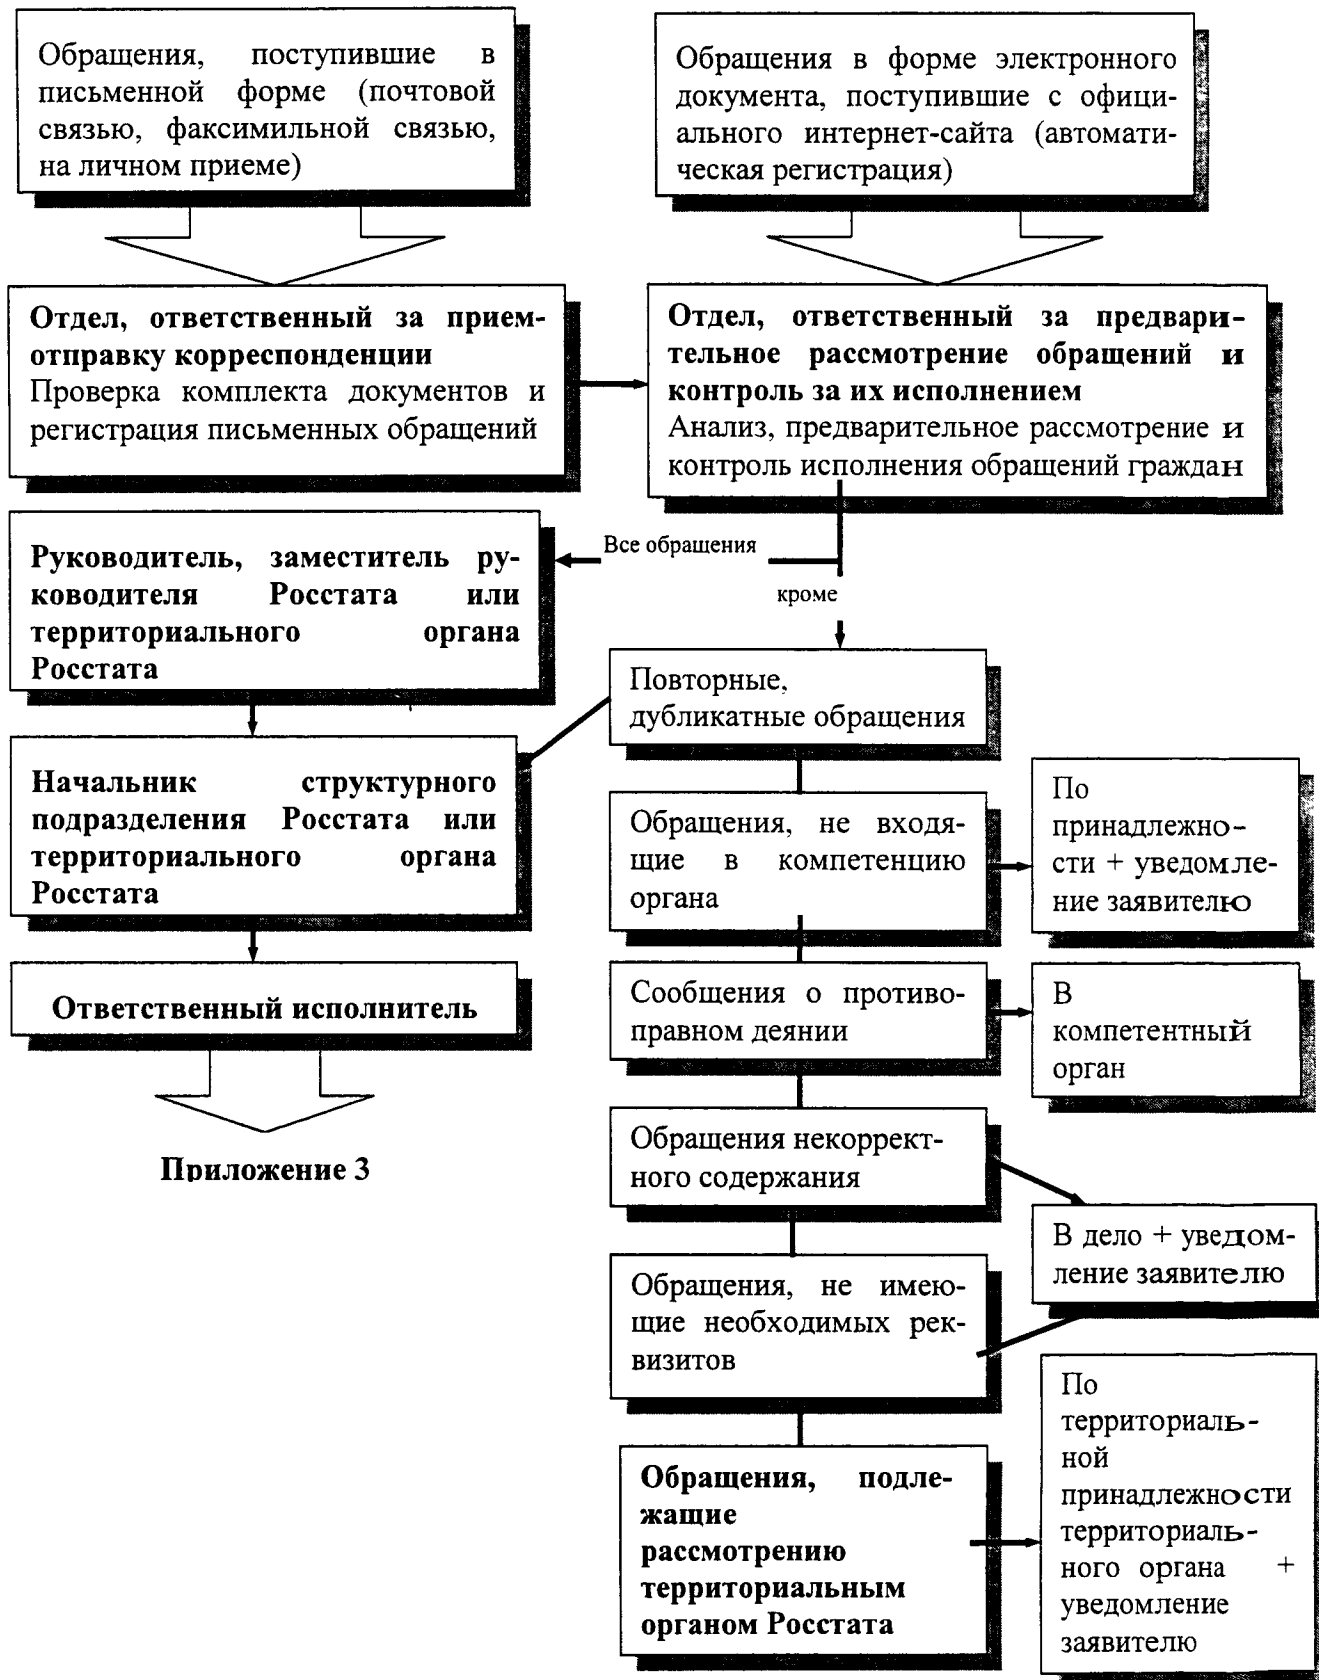 Обращения, поступившие в
письменной форме (почтовой
связью, факсимильной связью,
на личном приеме)
Обращения в форме электронного
документа, поступившие с офици-
ального интернет-сайта (автомати-
ческая регистрация)
Отдел, ответственный за прием-
отправку корреспонденции
Проверка комплекта документов и
регистрация письменных обращений
Отдел, ответственный за предвари-
тельное рассмотрение обращений и
контроль за их исполнением
Анализ, предварительное рассмотрение и
контроль исполнения обращений граждан
Все обращения
кроме
Руководитель, заместитель ру-
ководителя Росстата или
территориального органа
Росстата
Повторные,
дубликатные обращения
Начальник структурного
подразделения Росстата или
территориального органа
Росстата
Обращения, не входя-
щие в компетенцию
органа
По
принадлежно-
сти + уведомле-
ние заявителю
Ответственный исполнитель
Сообщения о противо-
правном деянии
В
компетентный
орган
Приложение 3
Обращения некоррект-
ного содержания
В дело + уведом-
ление заявителю
Обращения, не имею-
щие необходимых рек-
визитов
Обращения, подле-
жащие
рассмотрению
территориальным
органом Росстата
По
территориаль-
ной
принадлежности
территориаль-
ного органа +
уведомление
заявителю